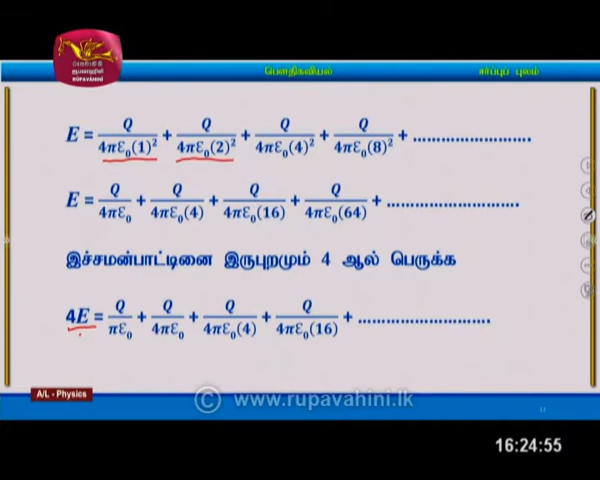 RUPAVAHINI
பௌதிகவியல் ஈர்ப்புப் புலம்
E = Q/4πε₀(1)² + Q/4πε₀(2)² + Q/4πε₀(4)² + Q/4πε₀(8)² + ..........................
E = Q/4πε₀ + Q/4πε₀(4) + Q/4πε₀(16) + Q/4πε₀(64) + .............................
இச்சமன்பாட்டினை இருபுறமும் 4 ஆல் பெருக்க
4E = Q/πε₀ + Q/4πε₀ + Q/4πε₀(4) + Q/4πε₀(16) + .............................
A/L - Physics
© www.rupavahini.lk
16:24:55